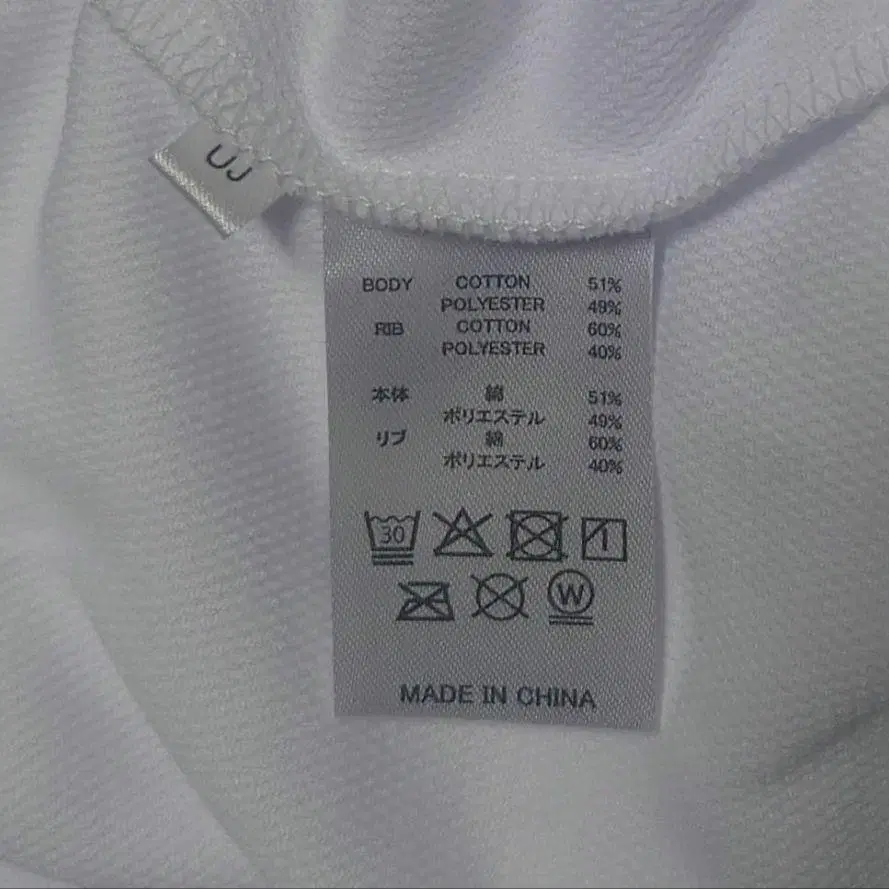 UJ
BODY COTTON 51%
POLYESTER 49%
RIB COTTON 60%
POLYESTER 40%
本体 綿 51%
ポリエステル 49%
リブ 綿 60%
ポリエステル 40%
30
W
MADE IN CHINA